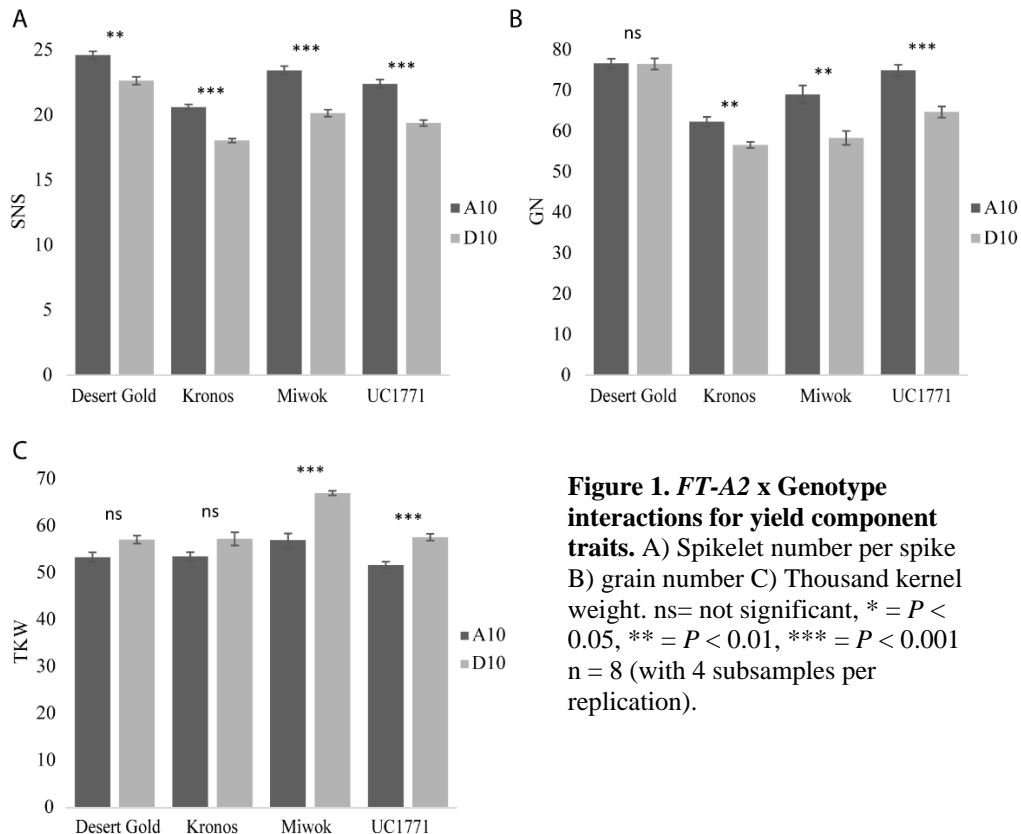 A
25
20
15
10
5
0
SNS
**
***
***
***
Desert Gold Kronos Miwok UC1771
A10
D10
B
80
70
60
50
40
30
20
10
0
GN
ns
**
**
***
Desert Gold Kronos Miwok UC1771
A10
D10
C
70
60
50
40
30
20
10
0
TKW
ns
ns
***
***
Desert Gold Kronos Miwok UC1771
A10
D10
Figure 1. FT-A2 x Genotype
interactions for yield component
traits. A) Spikelet number per spike
B) grain number C) Thousand kernel
weight. ns= not significant, * = P <
0.05, ** = P < 0.01, *** = P < 0.001
n = 8 (with 4 subsamples per
replication).